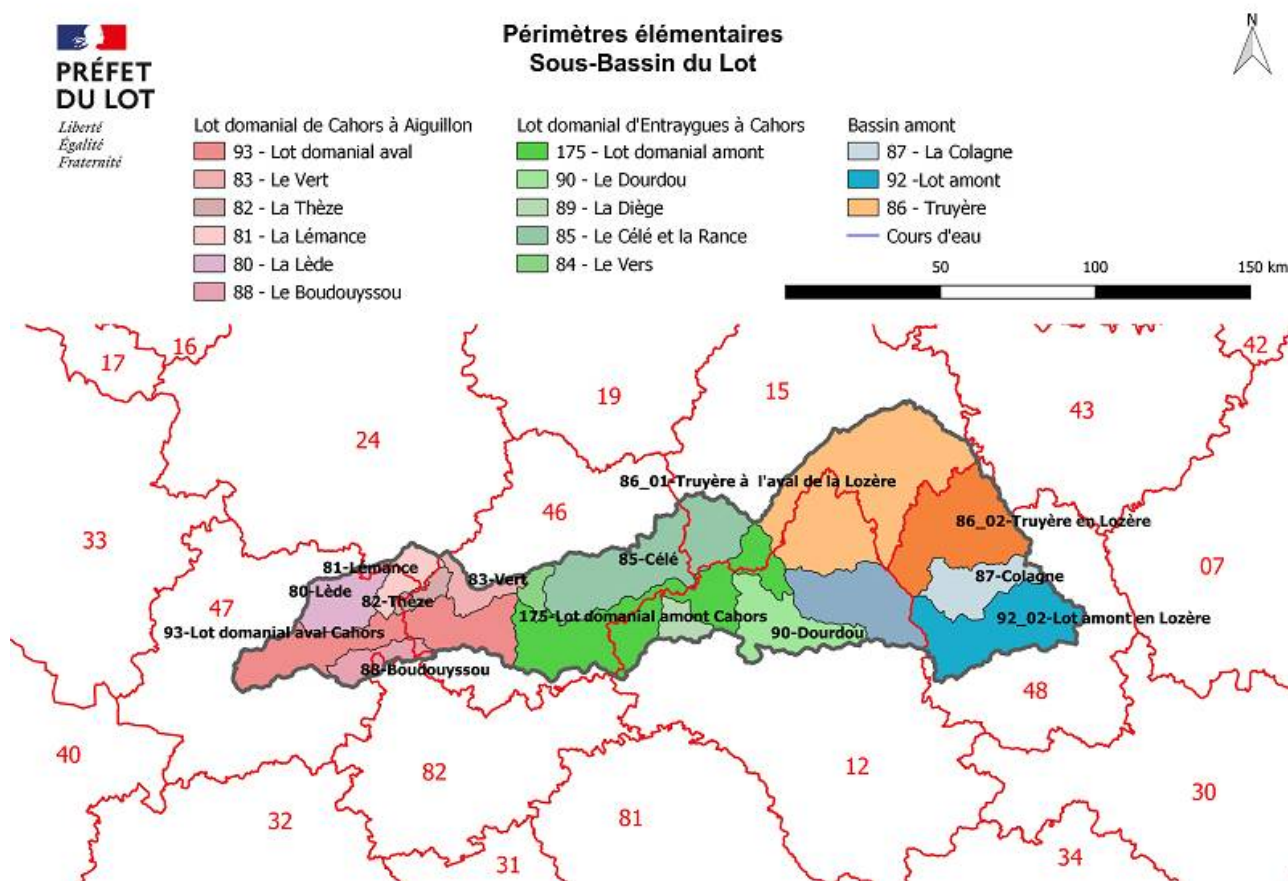 Périmètres élémentaires
Sous-Bassin du Lot
N
PRÉFET
DU LOT
Liberté
Égalité
Fraternité
Lot domanial de Cahors à Aiguillon
93 - Lot domanial aval
83 - Le Vert
82 - La Thèze
81 - La Lémance
80 - La Lède
88 - Le Boudouyssou
Lot domanial d'Entraygues à Cahors
175 - Lot domanial amont
90 - Le Dourdou
89 - La Diège
85 - Le Célé et la Rance
84 - Le Vers
Bassin amont
87 - La Colagne
92 -Lot amont
86 - Truyère
Cours d'eau
50 100 150 km
16
17
42
19
15
43
24
86_01-Truyère à l'aval de la Lozère
46
86_02-Truyère en Lozère
33
07
85-Célé
81-Lémance
83-Vert
87-Colagne
80-Lède
47
82-Thèze
175-Lot domanial amont Cahors
92_02-Lot amont en Lozère
93-Lot domanial aval Cahors
90-Dourdou
88-Boudouyssou
48
40
82
12
30
32
81
31
34